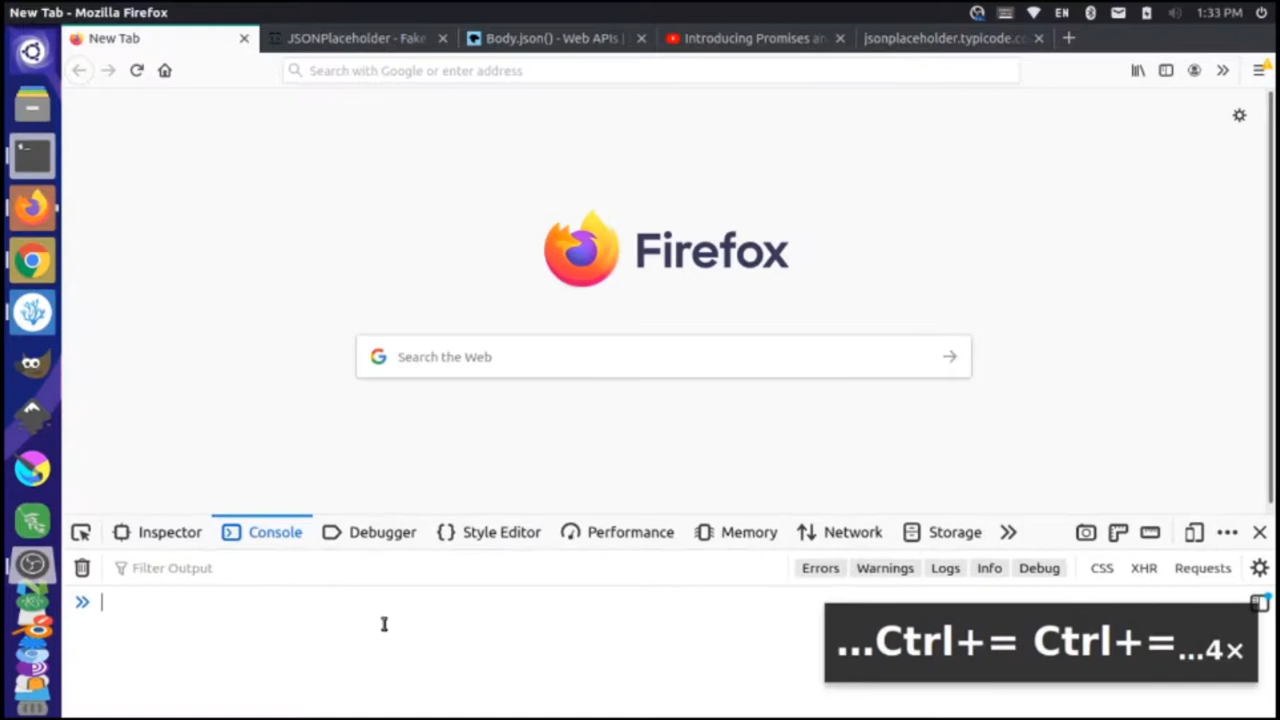 New Tab - Mozilla Firefox
EN
1:33 PM
New Tab
JSONPlaceholder - Fake
Body.json() - Web APIs |
Introducing Promises an
jsonplaceholder.typicode.co
Search with Google or enter address
Firefox
Search the Web
Inspector
Console
Debugger
Style Editor
Performance
Memory
Network
Storage
Filter Output
Errors
Warnings
Logs
Info
Debug
CSS
XHR
Requests
...Ctrl+= Ctrl+=...4×